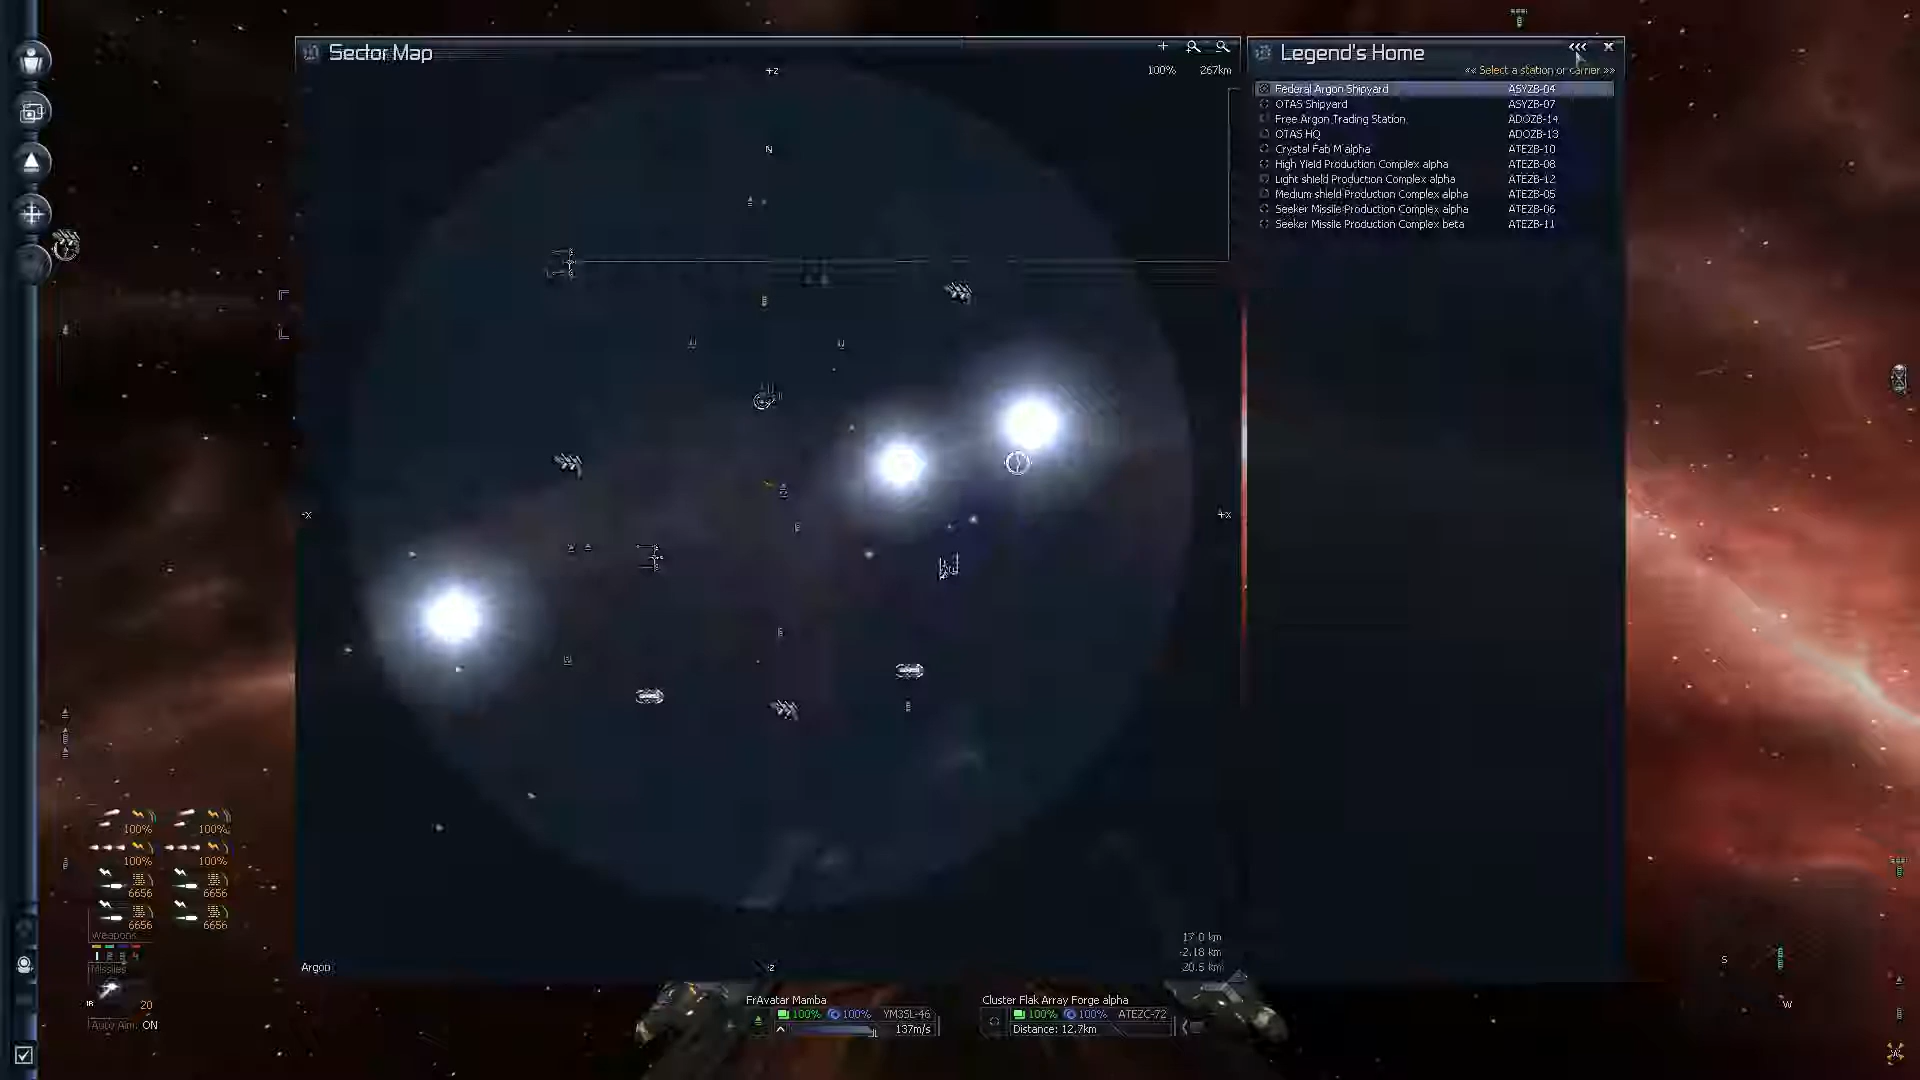 Sector Map
+z
100% 267km
Legend's Home
«« Select a station or carrier »»
Federal Argon Shipyard ASYZB-04
OTAS Shipyard ASYZB-07
Free Argon Trading Station ADOZB-14
OTAS HQ ADOZB-13
Crystal Fab M alpha ATEZB-10
High Yield Production Complex alpha ATEZB-08
Light shield Production Complex alpha ATEZB-12
Medium shield Production Complex alpha ATEZB-05
Seeker Missile Production Complex alpha ATEZB-06
Seeker Missile Production Complex beta ATEZB-11
N
-x
+x
100% 100%
100% 100%
6656 6656
6656 6656
Weapons
1 2 3 4
Missiles
20
Auto Aim: ON
Argon
-z
-2.18 km
20.5 km
S
W
FrAvatar Mamba
100% 100% YM3SL-46
137m/s
Cluster Flak Array Forge alpha
100% 100% ATEZC-72
Distance: 12.7km